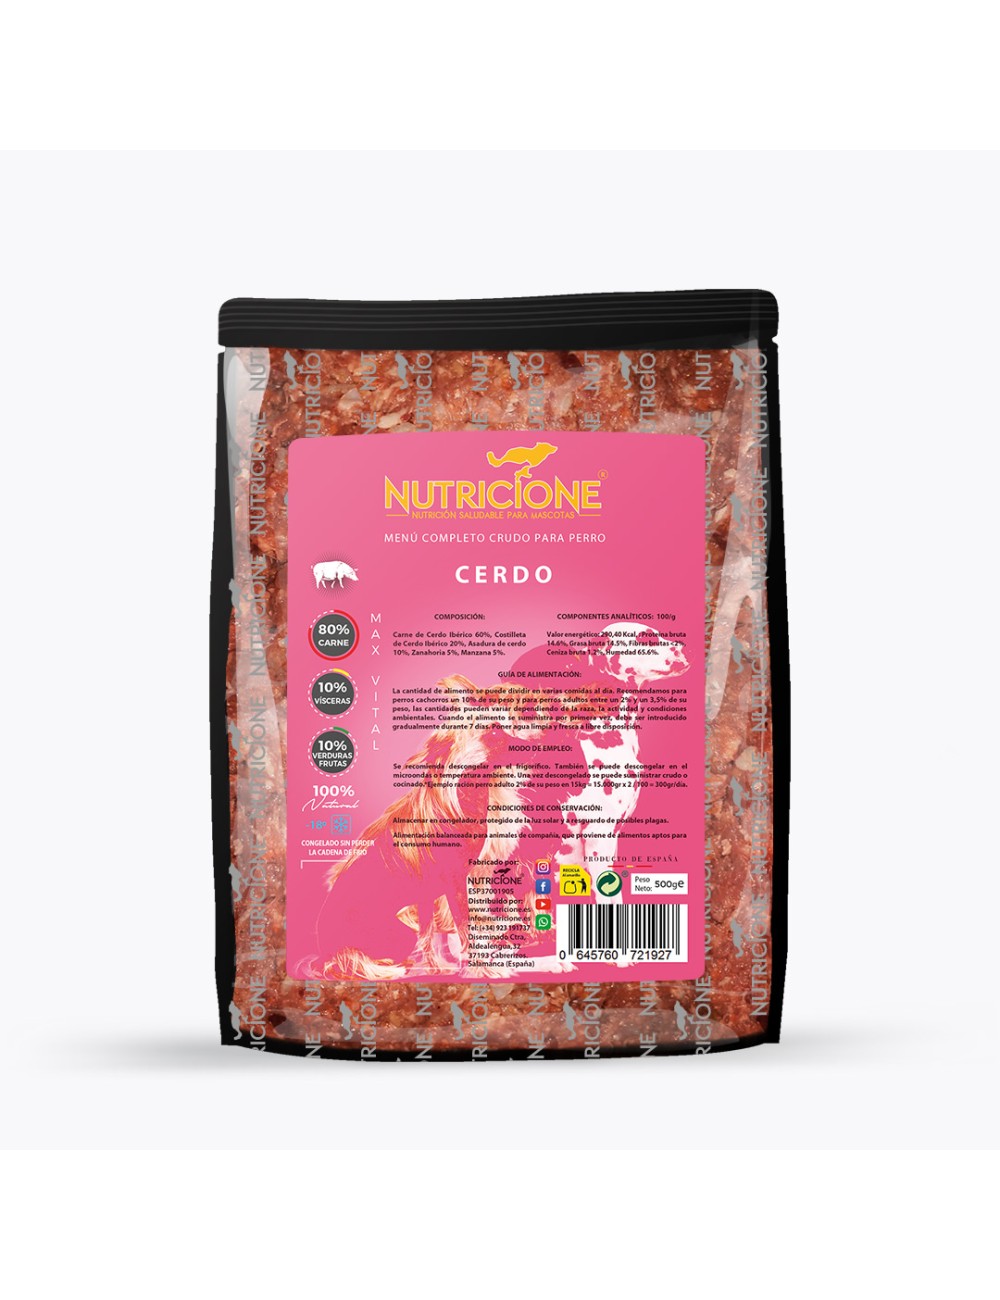 NUTRICIONE®
NUTRICIÓN SALUDABLE PARA MASCOTAS
MENÚ COMPLETO CRUDO PARA PERRO
CERDO
80%
CARNE
10%
VÍSCERAS
10%
VERDURAS
FRUTAS
100%
Natural
-18º
CONGELADO SIN PERDER
LA CADENA DE FRIO
MAX VITAL
COMPOSICIÓN:
Carne de Cerdo Ibérico 60%, Costilleta
de Cerdo Ibérico 20%, Asadura de cerdo
10%, Zanahoria 5%, Manzana 5%.
COMPONENTES ANALÍTICOS: 100/g
Valor energético: 290,40 Kcal, Proteína bruta
14.6%, Grasa bruta 14.5%, Fibras brutas <2%,
Ceniza bruta 1.2%, Humedad 65.6%.
GUÍA DE ALIMENTACIÓN:
La cantidad de alimento se puede dividir en varias comidas al día. Recomendamos para
perros cachorros un 10% de su peso y para perros adultos entre un 2% y un 3,5% de su
peso, las cantidades pueden variar dependiendo de la raza, la actividad y condiciones
ambientales. Cuando el alimento se suministra por primera vez, debe ser introducido
gradualmente durante 7 días. Poner agua limpia y fresca a libre disposición.
MODO DE EMPLEO:
Se recomienda descongelar en el frigorífico. También se puede descongelar en el
microondas o temperatura ambiente. Una vez descongelado se puede suministrar crudo o
cocinado. Ejemplo ración perro adulto 2% de su peso en 15kg = 15.000gr x 2 / 100 = 300gr/día.
CONDICIONES DE CONSERVACIÓN:
Almacenar en congelador, protegido de la luz solar y a resguardo de posibles plagas.
Alimentación balanceada para animales de compañía, que proviene de alimentos aptos para
el consumo humano.
Fabricado por:
NUTRICIONE
ESP37001905
Distribuido por:
www.nutricione.es
info@nutricione.es
Tel: (+34) 923 191737
Diseminado Ctra.
Aldealengua,32
37193 Cabrerizos.
Salamanca (España)
PRODUCTO DE ESPAÑA
RECICLA
Al amarillo
Peso
Neto: 500g℮
0 645760 721927